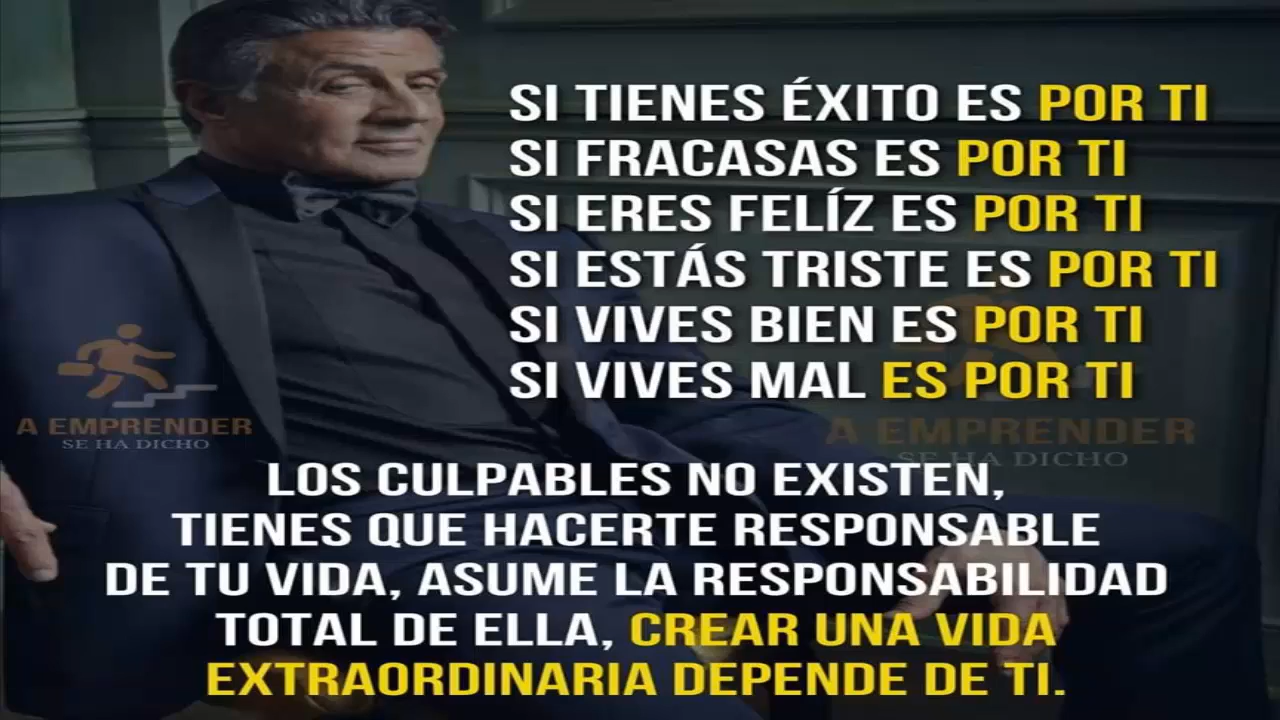 SI TIENES ÉXITO ES POR TI
SI FRACASAS ES POR TI
SI ERES FELÍZ ES POR TI
SI ESTÁS TRISTE ES POR TI
SI VIVES BIEN ES POR TI
SI VIVES MAL ES POR TI
A EMPRENDER
SE HA DICHO
A EMPRENDER
SE HA DICHO
LOS CULPABLES NO EXISTEN,
TIENES QUE HACERTE RESPONSABLE
DE TU VIDA, ASUME LA RESPONSABILIDAD
TOTAL DE ELLA, CREAR UNA VIDA
EXTRAORDINARIA DEPENDE DE TI.